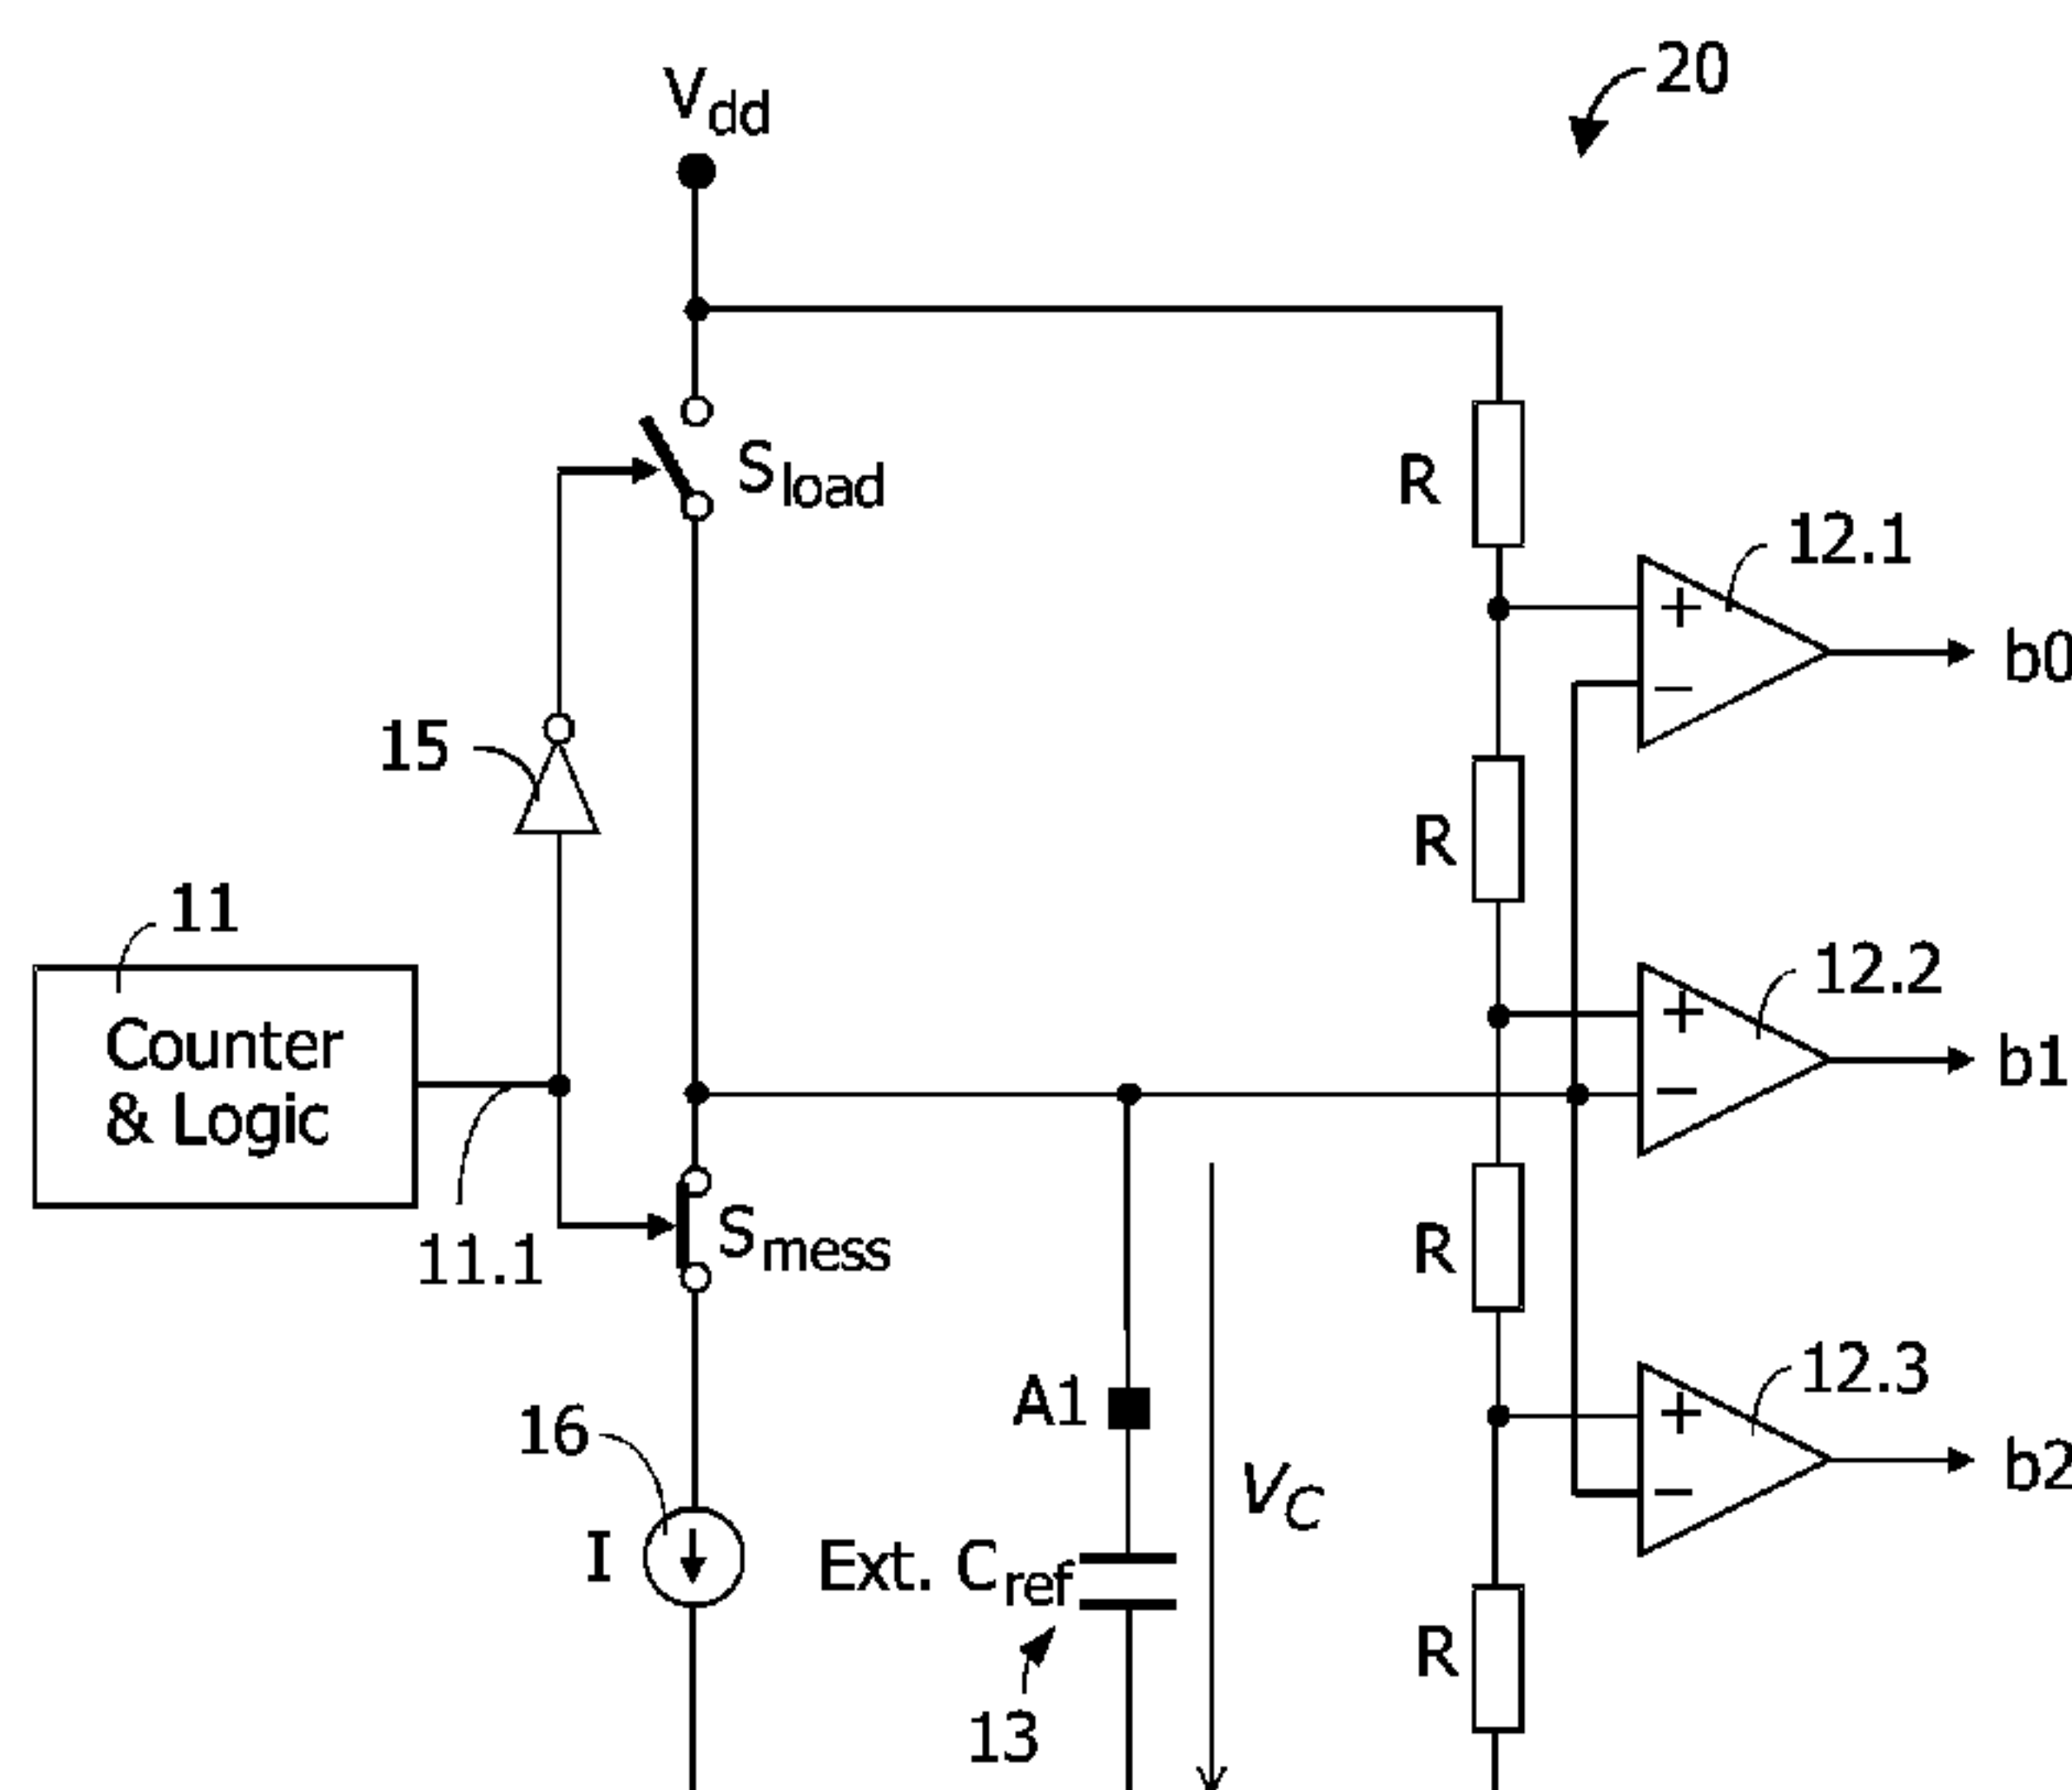 20
Vdd
Sload
R
12.1
+
−
b0
15
R
11
12.2
Counter
& Logic
+
−
b1
11.1
Smess
R
12.3
A1
+
−
b2
16
VC
I
Ext. Cref
R
13